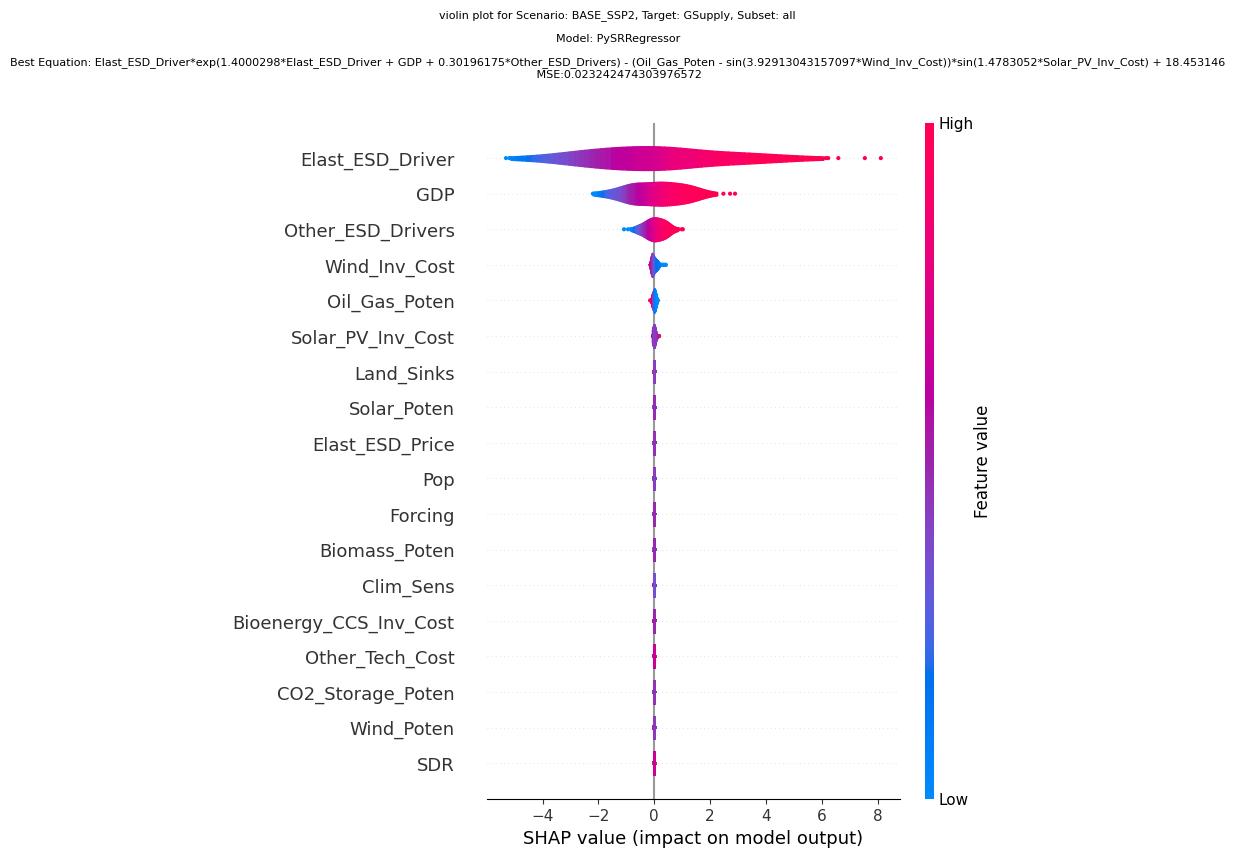 violin plot for Scenario: BASE_SSP2, Target: GSupply, Subset: all
Model: PySRRegressor
Best Equation: Elast_ESD_Driver*exp(1.4000298*Elast_ESD_Driver + GDP + 0.30196175*Other_ESD_Drivers) - (Oil_Gas_Poten - sin(3.92913043157097*Wind_Inv_Cost))*sin(1.4783052*Solar_PV_Inv_Cost) + 18.453146
MSE:0.023242474303976572
High
Elast_ESD_Driver
GDP
Other_ESD_Drivers
Wind_Inv_Cost
Oil_Gas_Poten
Solar_PV_Inv_Cost
Land_Sinks
Solar_Poten
Elast_ESD_Price
Pop
Forcing
Biomass_Poten
Clim_Sens
Bioenergy_CCS_Inv_Cost
Other_Tech_Cost
CO2_Storage_Poten
Wind_Poten
SDR
Feature value
Low
−4 −2 0 2 4 6 8
SHAP value (impact on model output)